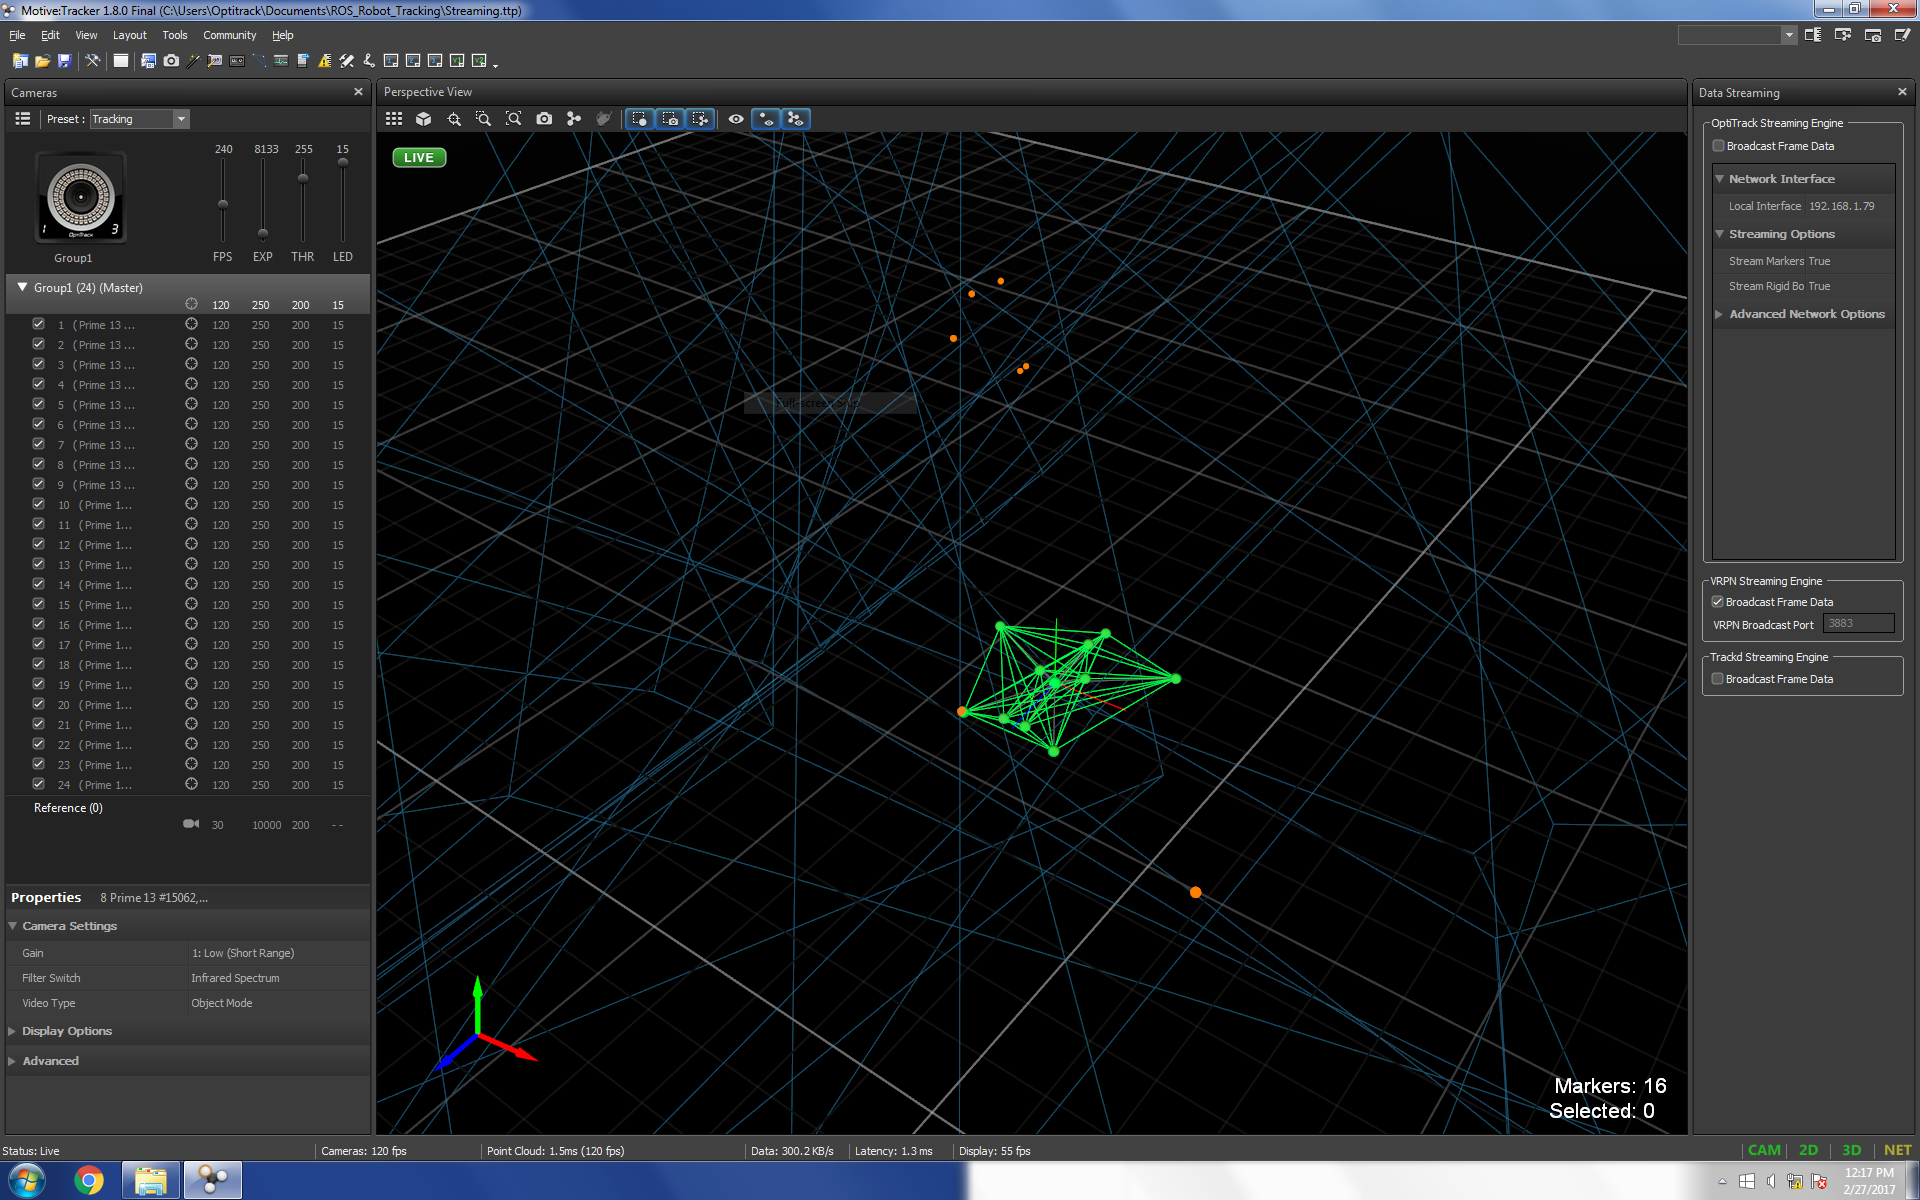 Motive:Tracker 1.8.0 Final (C:\Users\Optitrack\Documents\ROS_Robot_Tracking\Streaming.ttp)
File Edit View Layout Tools Community Help
Cameras
Preset : Tracking
240 8133 255 15
1 OptiTrack 3
FPS EXP THR LED
Group1
Group1 (24) (Master)
120 250 200 15
1 (Prime 13 ... 120 250 200 15
2 (Prime 13 ... 120 250 200 15
3 (Prime 13 ... 120 250 200 15
4 (Prime 13 ... 120 250 200 15
5 (Prime 13 ... 120 250 200 15
6 (Prime 13 ... 120 250 200 15
7 (Prime 13 ... 120 250 200 15
8 (Prime 13 ... 120 250 200 15
9 (Prime 13 ... 120 250 200 15
10 (Prime 1... 120 250 200 15
11 (Prime 1... 120 250 200 15
12 (Prime 1... 120 250 200 15
13 (Prime 1... 120 250 200 15
14 (Prime 1... 120 250 200 15
15 (Prime 1... 120 250 200 15
16 (Prime 1... 120 250 200 15
17 (Prime 1... 120 250 200 15
18 (Prime 1... 120 250 200 15
19 (Prime 1... 120 250 200 15
20 (Prime 1... 120 250 200 15
21 (Prime 1... 120 250 200 15
22 (Prime 1... 120 250 200 15
23 (Prime 1... 120 250 200 15
24 (Prime 1... 120 250 200 15
Reference (0)
30 10000 200 - -
Properties 8 Prime 13 #15062,...
Camera Settings
Gain 1: Low (Short Range)
Filter Switch Infrared Spectrum
Video Type Object Mode
Display Options
Advanced
Perspective View
LIVE
Full-screen Snip
Markers: 16
Selected: 0
Data Streaming
OptiTrack Streaming Engine
Broadcast Frame Data
Network Interface
Local Interface 192.168.1.79
Streaming Options
Stream Markers True
Stream Rigid Bo True
Advanced Network Options
VRPN Streaming Engine
Broadcast Frame Data
VRPN Broadcast Port 3883
Trackd Streaming Engine
Broadcast Frame Data
Status: Live Cameras: 120 fps Point Cloud: 1.5ms (120 fps) Data: 300.2 KB/s Latency: 1.3 ms Display: 55 fps CAM 2D 3D NET
12:17 PM
2/27/2017